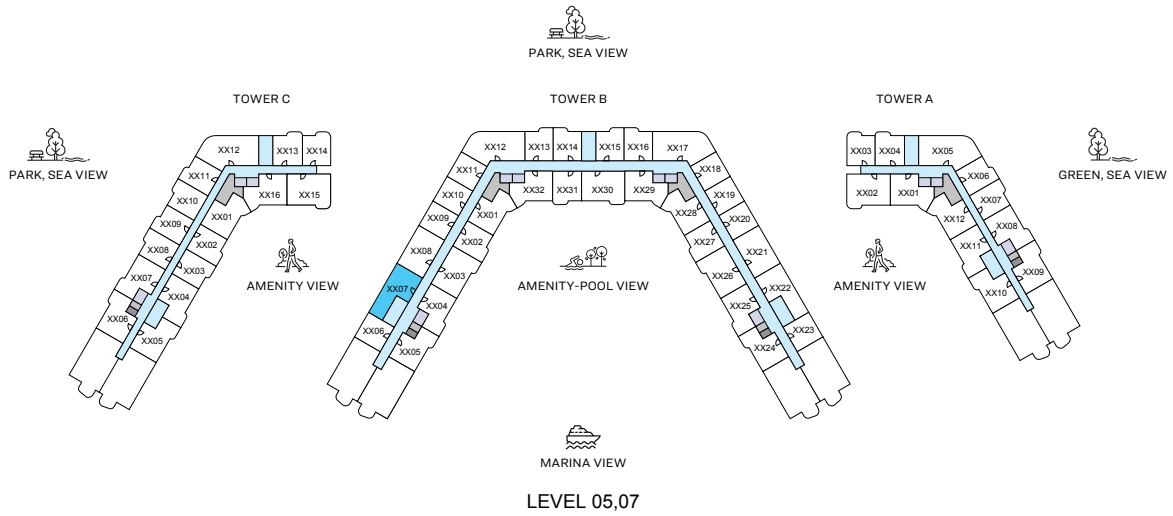 PARK, SEA VIEW
TOWER C
TOWER B
TOWER A
PARK, SEA VIEW
GREEN, SEA VIEW
XX12
XX13
XX14
XX11
XX10
XX09
XX08
XX07
XX06
XX05
XX04
XX03
XX02
XX01
XX16
XX15
AMENITY VIEW
XX12
XX13
XX14
XX15
XX16
XX17
XX11
XX10
XX09
XX08
XX07
XX06
XX05
XX04
XX03
XX02
XX01
XX32
XX31
XX30
XX29
XX28
XX27
XX26
XX25
XX24
XX23
XX22
XX21
XX20
XX19
XX18
AMENITY-POOL VIEW
XX03
XX04
XX05
XX02
XX01
XX06
XX07
XX08
XX09
XX10
XX11
XX12
AMENITY VIEW
MARINA VIEW
LEVEL 05,07